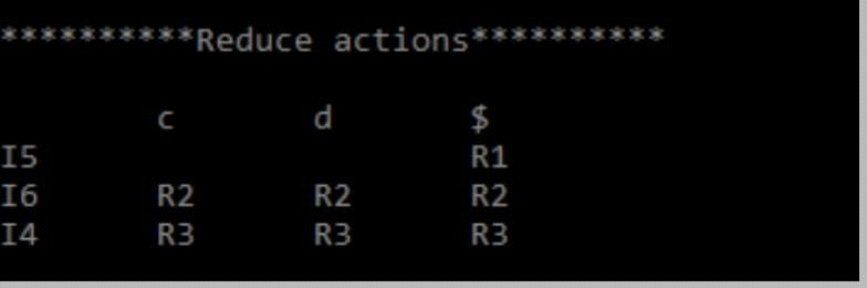 **********Reduce actions**********
c d $
I5 R1
I6 R2 R2 R2
I4 R3 R3 R3